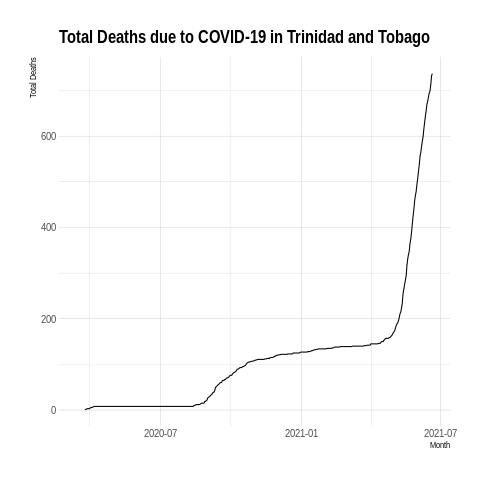 Total Deaths due to COVID-19 in Trinidad and Tobago
Total Deaths
600
400
200
0
2020-07
2021-01
2021-07
Month